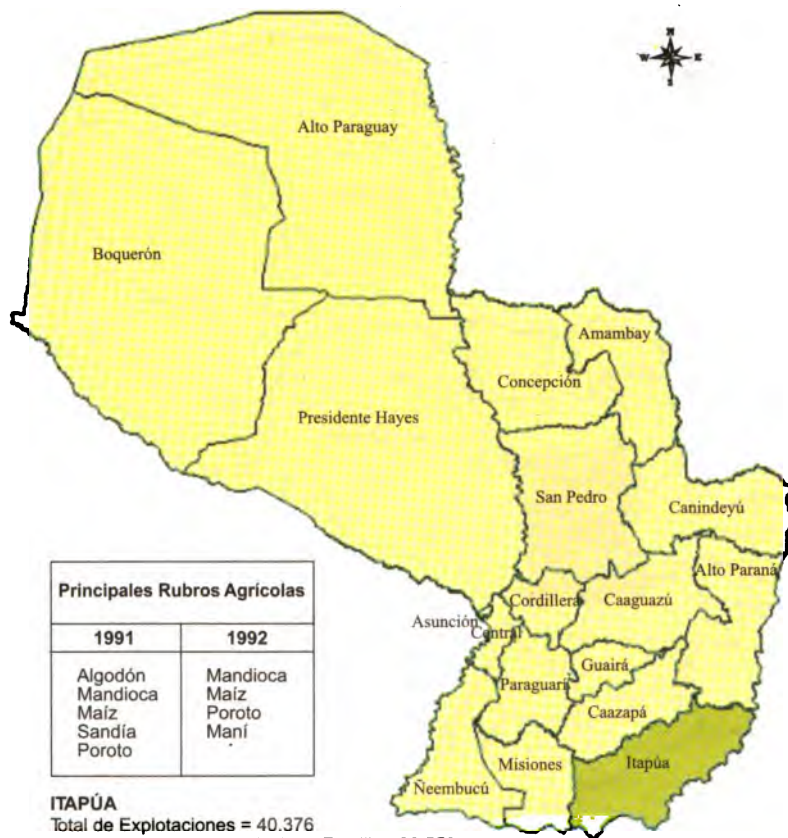 N
W E
S
Alto Paraguay
Boquerón
Amambay
Concepción
Presidente Hayes
San Pedro
Canindeyú
Alto Paraná
Cordillera
Caaguazú
Asunción
Central
Guairá
Paraguarí
Caazapá
Itapúa
Misiones
Ñeembucú
Principales Rubros Agrícolas
1991 1992
Algodón Mandioca
Mandioca Maíz
Maíz Poroto
Sandía Maní
Poroto
ITAPÚA
Total de Explotaciones = 40.376